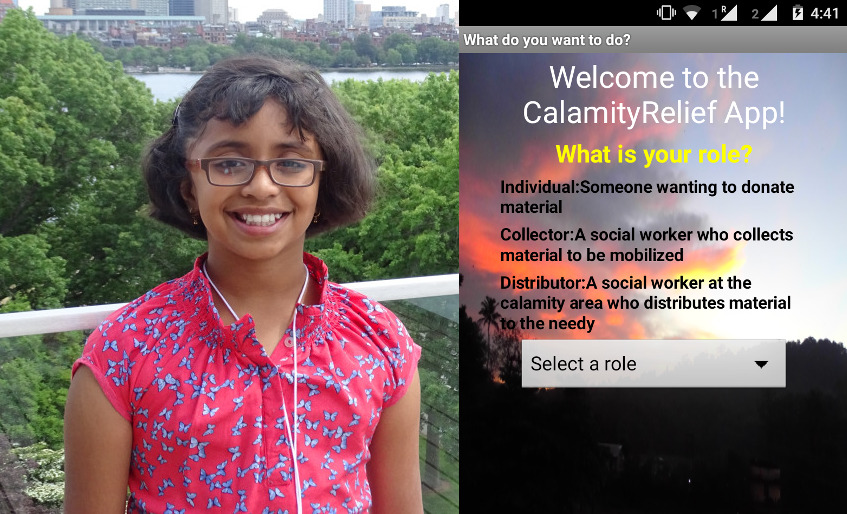 1 R 2 4:41
What do you want to do?
Welcome to the
CalamityRelief App!
What is your role?
Individual:Someone wanting to donate
material
Collector:A social worker who collects
material to be mobilized
Distributor:A social worker at the
calamity area who distributes material
to the needy
Select a role